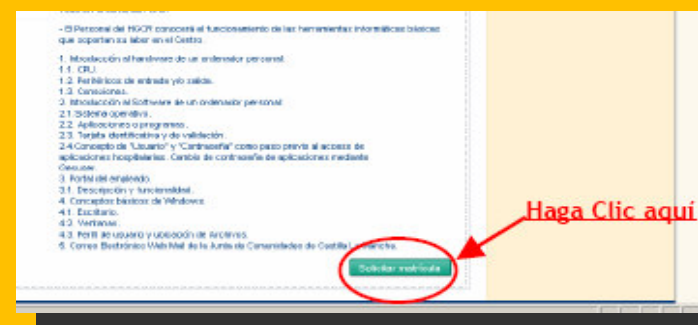 - El Personal del HGCR conocerá el funcionamiento de las herramientas informáticas básicas
que soportan su labor en el Centro.
1. Introducción al hardware de un ordenador personal.
1.1. CPU.
1.2. Periféricos de entrada y/o salida.
1.3. Conexiones.
2. Introducción al Software de un ordenador personal
2.1. Sistema operativo.
2.2. Aplicaciones o programas.
2.3. Tarjeta identificativa y de validación.
2.4. Concepto de "Usuario" y "Contraseña" como paso previo al acceso de
aplicaciones hospitalarias. Cambio de contraseña de aplicaciones mediante
3. Portal del empleado
3.1. Descripción y funcionalidad.
4. Conceptos básicos de Windows
4.1. Escritorio.
4.2. Ventanas.
4.3. Perfil de usuario y ubicación de Archivos.
5. Correo Electrónico Web Mail de la Junta de Comunidades de Castilla La Mancha.
Haga Clic aquí
Solicitar matrícula